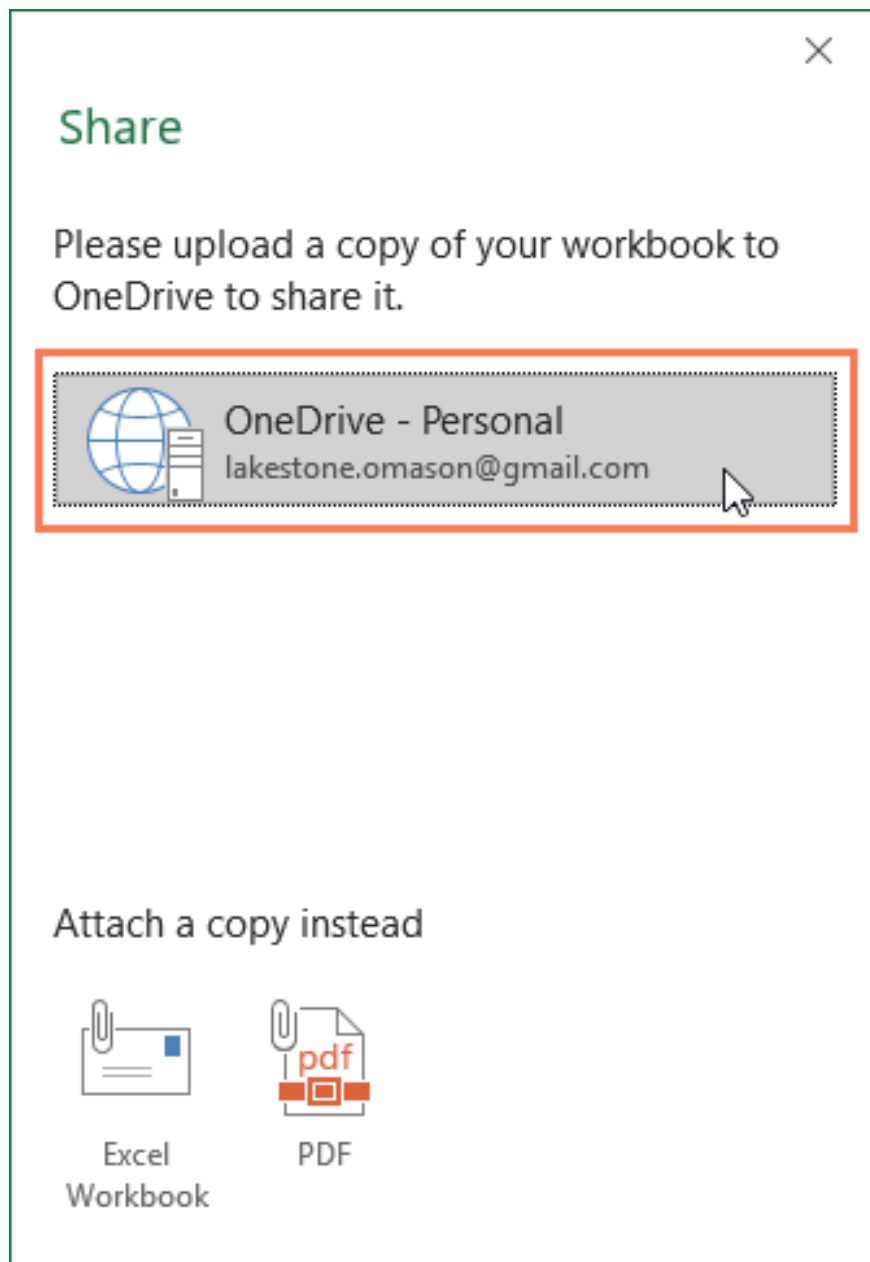 Share
Please upload a copy of your workbook to
OneDrive to share it.
OneDrive - Personal
lakestone.omason@gmail.com
Attach a copy instead
pdf
Excel
Workbook
PDF